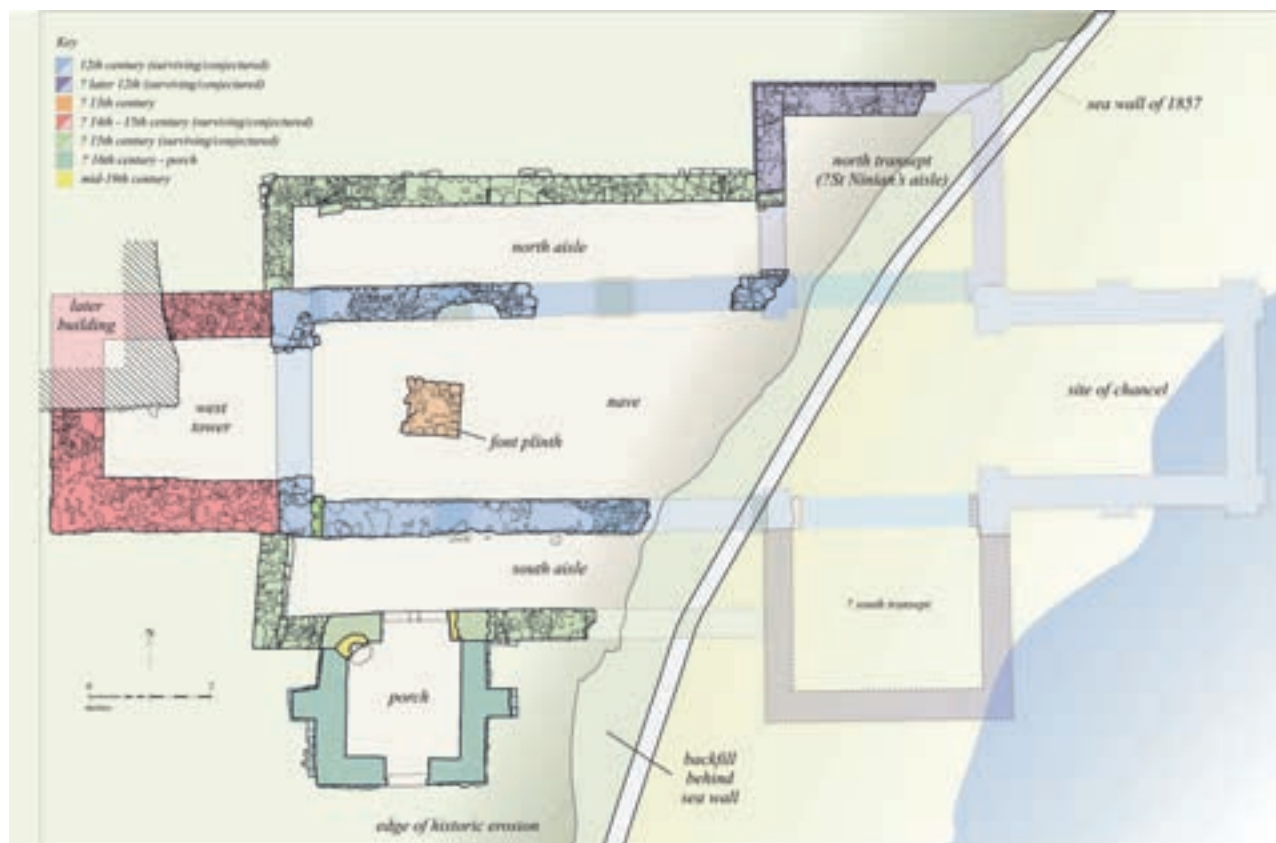 Key
12th century (surviving/conjectured)
? later 12th (surviving/conjectured)
? 13th century
? 14th - 15th century (surviving/conjectured)
? 15th century (surviving/conjectured)
? 16th century - porch
mid-19th century
sea wall of 1857
north transept
(?St Ninian's aisle)
north aisle
later
building
west
tower
nave
font plinth
site of chancel
south aisle
? south transept
N
0
metres
porch
backfill
behind
sea wall
edge of historic erosion